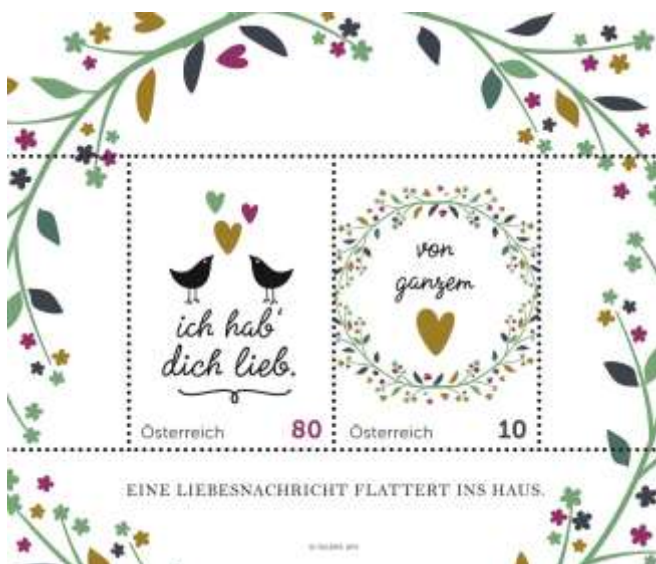 ich hab'
dich lieb.
Österreich 80
von
ganzem
Österreich 10
EINE LIEBESNACHRICHT FLATTERT INS HAUS.